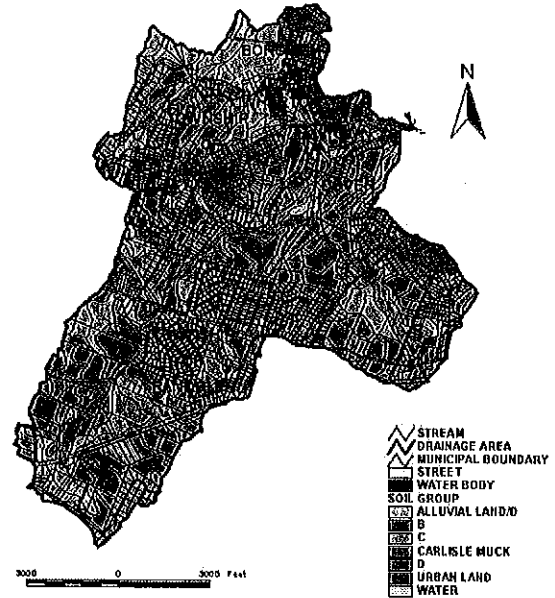 BO
N
STREAM
DRAINAGE AREA
MUNICIPAL BOUNDARY
STREET
WATER BODY
SOIL GROUP
ALLUVIAL LAND/D
B
C
CARLISLE MUCK
D
URBAN LAND
WATER
3000 0 3000 Feet